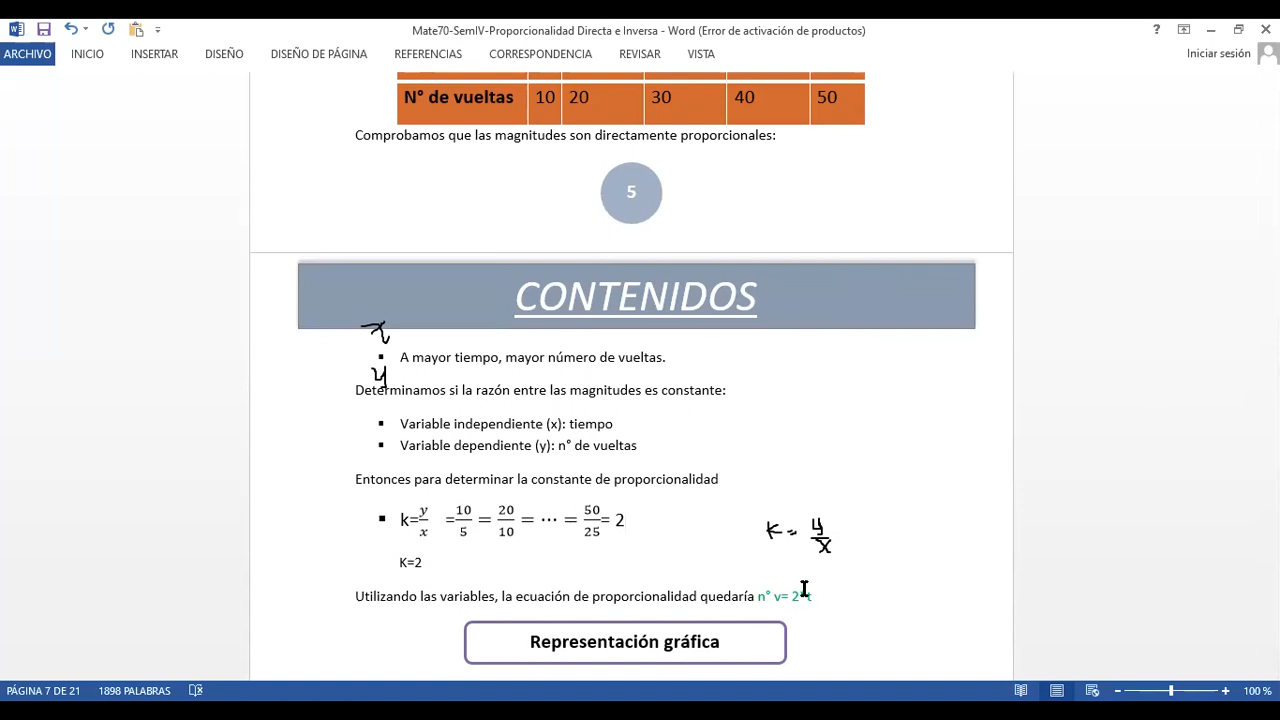 Mate70-SemIV-Proporcionalidad Directa e Inversa - Word (Error de activación de productos)
ARCHIVO INICIO INSERTAR DISEÑO DISEÑO DE PÁGINA REFERENCIAS CORRESPONDENCIA REVISAR VISTA Iniciar sesión
N° de vueltas 10 20 30 40 50
Comprobamos que las magnitudes son directamente proporcionales:
5
CONTENIDOS
x
▪ A mayor tiempo, mayor número de vueltas.
y
Determinamos si la razón entre las magnitudes es constante:
▪ Variable independiente (x): tiempo
▪ Variable dependiente (y): n° de vueltas
Entonces para determinar la constante de proporcionalidad
▪ k=y/x =10/5 = 20/10 = ⋯ = 50/25 = 2
K = y/x
K=2
Utilizando las variables, la ecuación de proporcionalidad quedaría n° v= 2* t
Representación gráfica
PÁGINA 7 DE 21 1898 PALABRAS 100 %